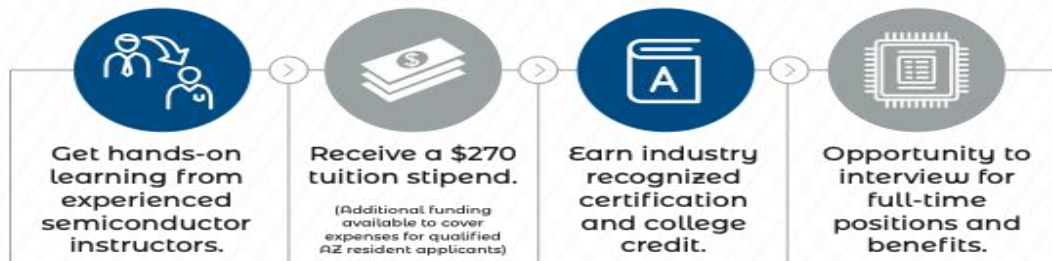 Get hands-on
learning from
experienced
semiconductor
instructors.
$
Receive a $270
tuition stipend.
(Additional funding
available to cover
expenses for qualified
AZ resident applicants)
A
Earn industry
recognized
certification
and college
credit.
Opportunity to
interview for
full-time
positions and
benefits.